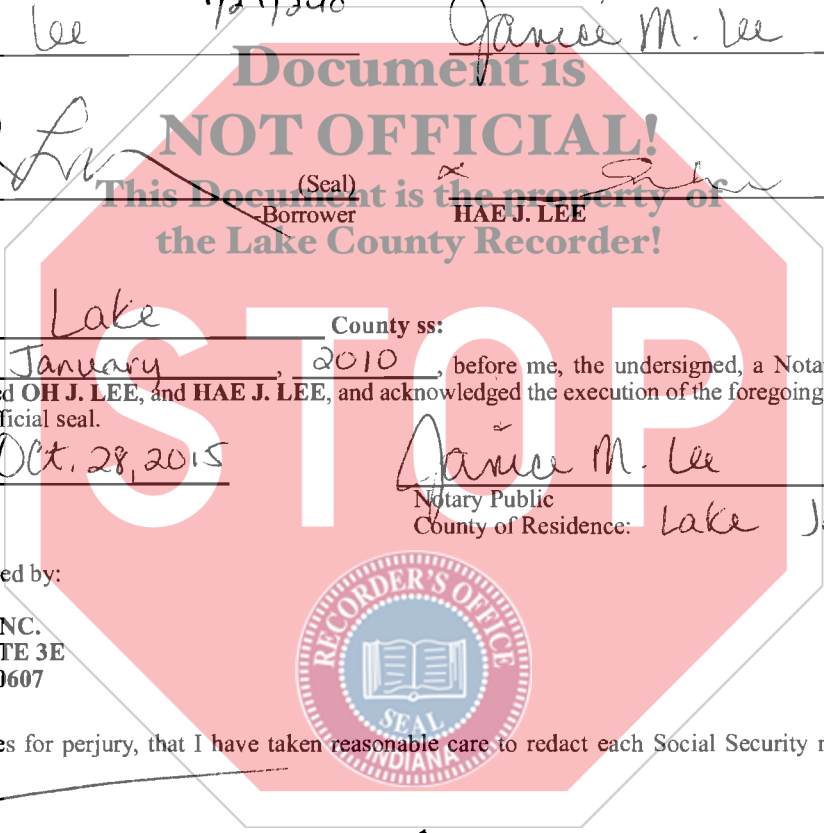 Lee Janice M. Lee
Document is
NOT OFFICIAL!
(Seal)
This Document is the property of
-Borrower HAE J. LEE
the Lake County Recorder!
STOP
Lake County ss:
January, 2010, before me, the undersigned, a Nota
ed OH J. LEE, and HAE J. LEE, and acknowledged the execution of the foregoing
ficial seal.
Oct. 28, 2015 Janice M. Lee
Notary Public
County of Residence: Lake
ed by:
RECORDER'S OFFICE
NC.
TE 3E
0607
SEAL
INDIANA
es for perjury, that I have taken reasonable care to redact each Social Security